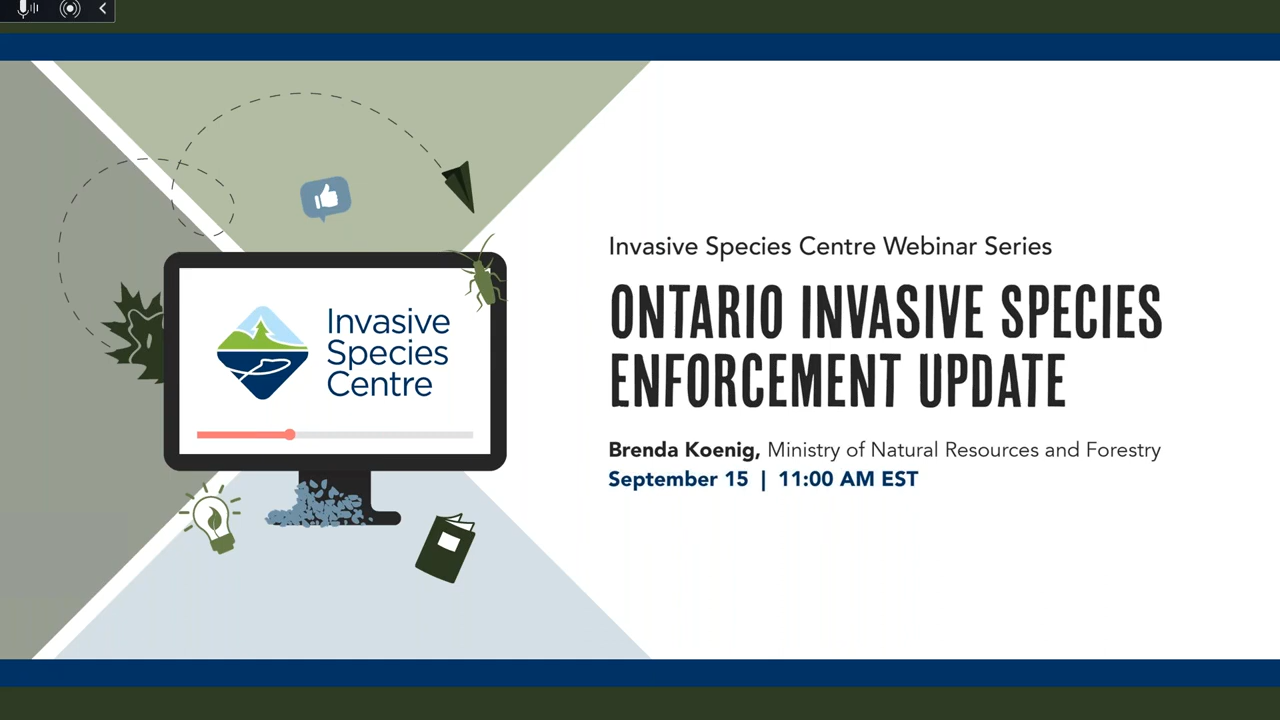 Invasive Species Centre Webinar Series
ONTARIO INVASIVE SPECIES
ENFORCEMENT UPDATE
Brenda Koenig, Ministry of Natural Resources and Forestry
September 15 | 11:00 AM EST
Invasive
Species
Centre